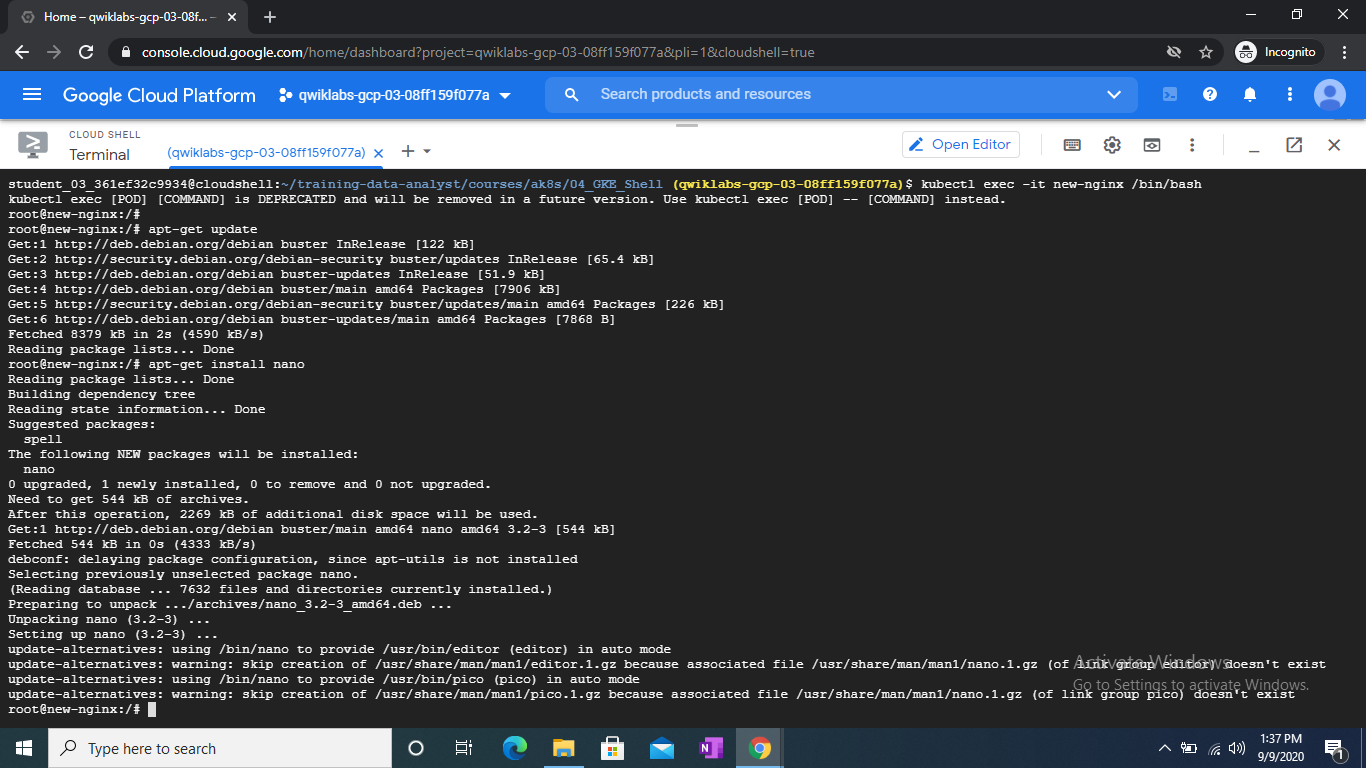 Home – qwiklabs-gcp-03-08f... –
console.cloud.google.com/home/dashboard?project=qwiklabs-gcp-03-08ff159f077a&pli=1&cloudshell=true
Incognito
Google Cloud Platform
qwiklabs-gcp-03-08ff159f077a
Search products and resources
CLOUD SHELL
Terminal
(qwiklabs-gcp-03-08ff159f077a)
Open Editor
student_03_361ef32c9934@cloudshell:~/training-data-analyst/courses/ak8s/04_GKE_Shell (qwiklabs-gcp-03-08ff159f077a)$ kubectl exec -it new-nginx /bin/bash
kubectl exec [POD] [COMMAND] is DEPRECATED and will be removed in a future version. Use kubectl exec [POD] -- [COMMAND] instead.
root@new-nginx:/#
root@new-nginx:/# apt-get update
Get:1 http://deb.debian.org/debian buster InRelease [122 kB]
Get:2 http://security.debian.org/debian-security buster/updates InRelease [65.4 kB]
Get:3 http://deb.debian.org/debian buster-updates InRelease [51.9 kB]
Get:4 http://deb.debian.org/debian buster/main amd64 Packages [7906 kB]
Get:5 http://security.debian.org/debian-security buster/updates/main amd64 Packages [226 kB]
Get:6 http://deb.debian.org/debian buster-updates/main amd64 Packages [7868 B]
Fetched 8379 kB in 2s (4590 kB/s)
Reading package lists... Done
root@new-nginx:/# apt-get install nano
Reading package lists... Done
Building dependency tree
Reading state information... Done
Suggested packages:
spell
The following NEW packages will be installed:
nano
0 upgraded, 1 newly installed, 0 to remove and 0 not upgraded.
Need to get 544 kB of archives.
After this operation, 2269 kB of additional disk space will be used.
Get:1 http://deb.debian.org/debian buster/main amd64 nano amd64 3.2-3 [544 kB]
Fetched 544 kB in 0s (4333 kB/s)
debconf: delaying package configuration, since apt-utils is not installed
Selecting previously unselected package nano.
(Reading database ... 7632 files and directories currently installed.)
Preparing to unpack .../archives/nano_3.2-3_amd64.deb ...
Unpacking nano (3.2-3) ...
Setting up nano (3.2-3) ...
update-alternatives: using /bin/nano to provide /usr/bin/editor (editor) in auto mode
update-alternatives: warning: skip creation of /usr/share/man/man1/editor.1.gz because associated file /usr/share/man/man1/nano.1.gz (of link group editor) doesn't exist
update-alternatives: using /bin/nano to provide /usr/bin/pico (pico) in auto mode
update-alternatives: warning: skip creation of /usr/share/man/man1/pico.1.gz because associated file /usr/share/man/man1/nano.1.gz (of link group pico) doesn't exist
root@new-nginx:/#
Activate Windows
Go to Settings to activate Windows.
Type here to search
1:37 PM
9/9/2020
1